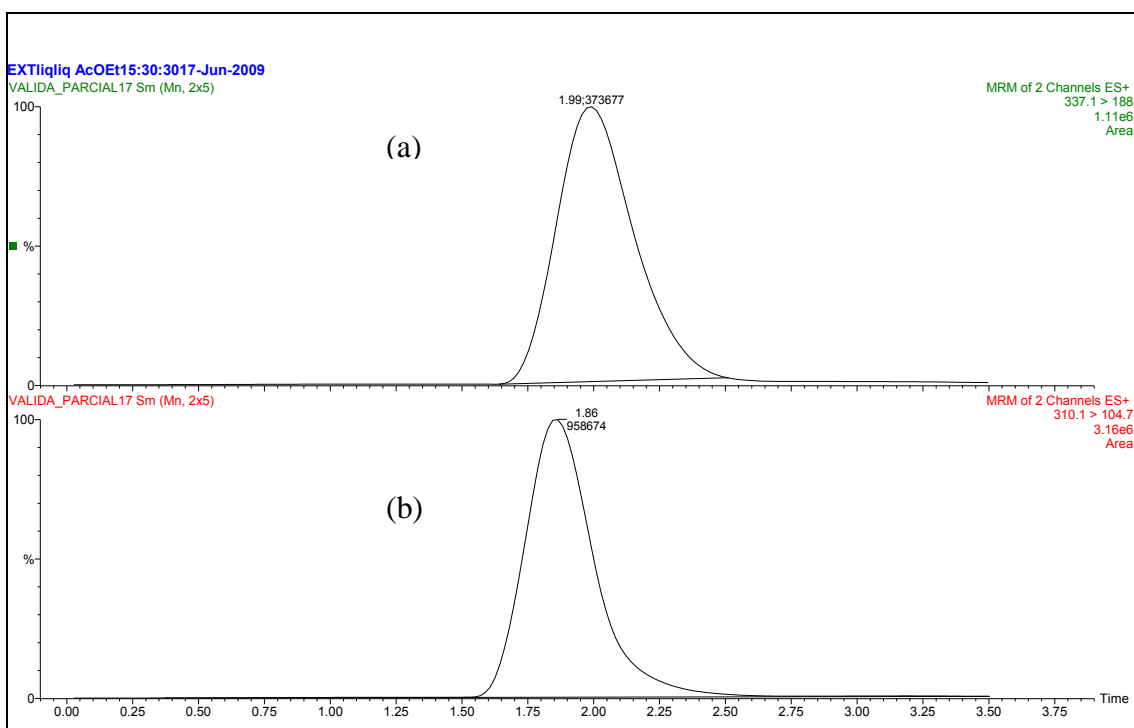 EXTliqliq AcOEt15:30:3017-Jun-2009
VALIDA_PARCIAL17 Sm (Mn, 2x5)
MRM of 2 Channels ES+
337.1 > 188
1.11e6
Area
100
1.99;373677
(a)
%
0
VALIDA_PARCIAL17 Sm (Mn, 2x5)
MRM of 2 Channels ES+
310.1 > 104.7
3.16e6
Area
100
1.86
958674
(b)
%
0
0.00 0.25 0.50 0.75 1.00 1.25 1.50 1.75 2.00 2.25 2.50 2.75 3.00 3.25 3.50 3.75 Time